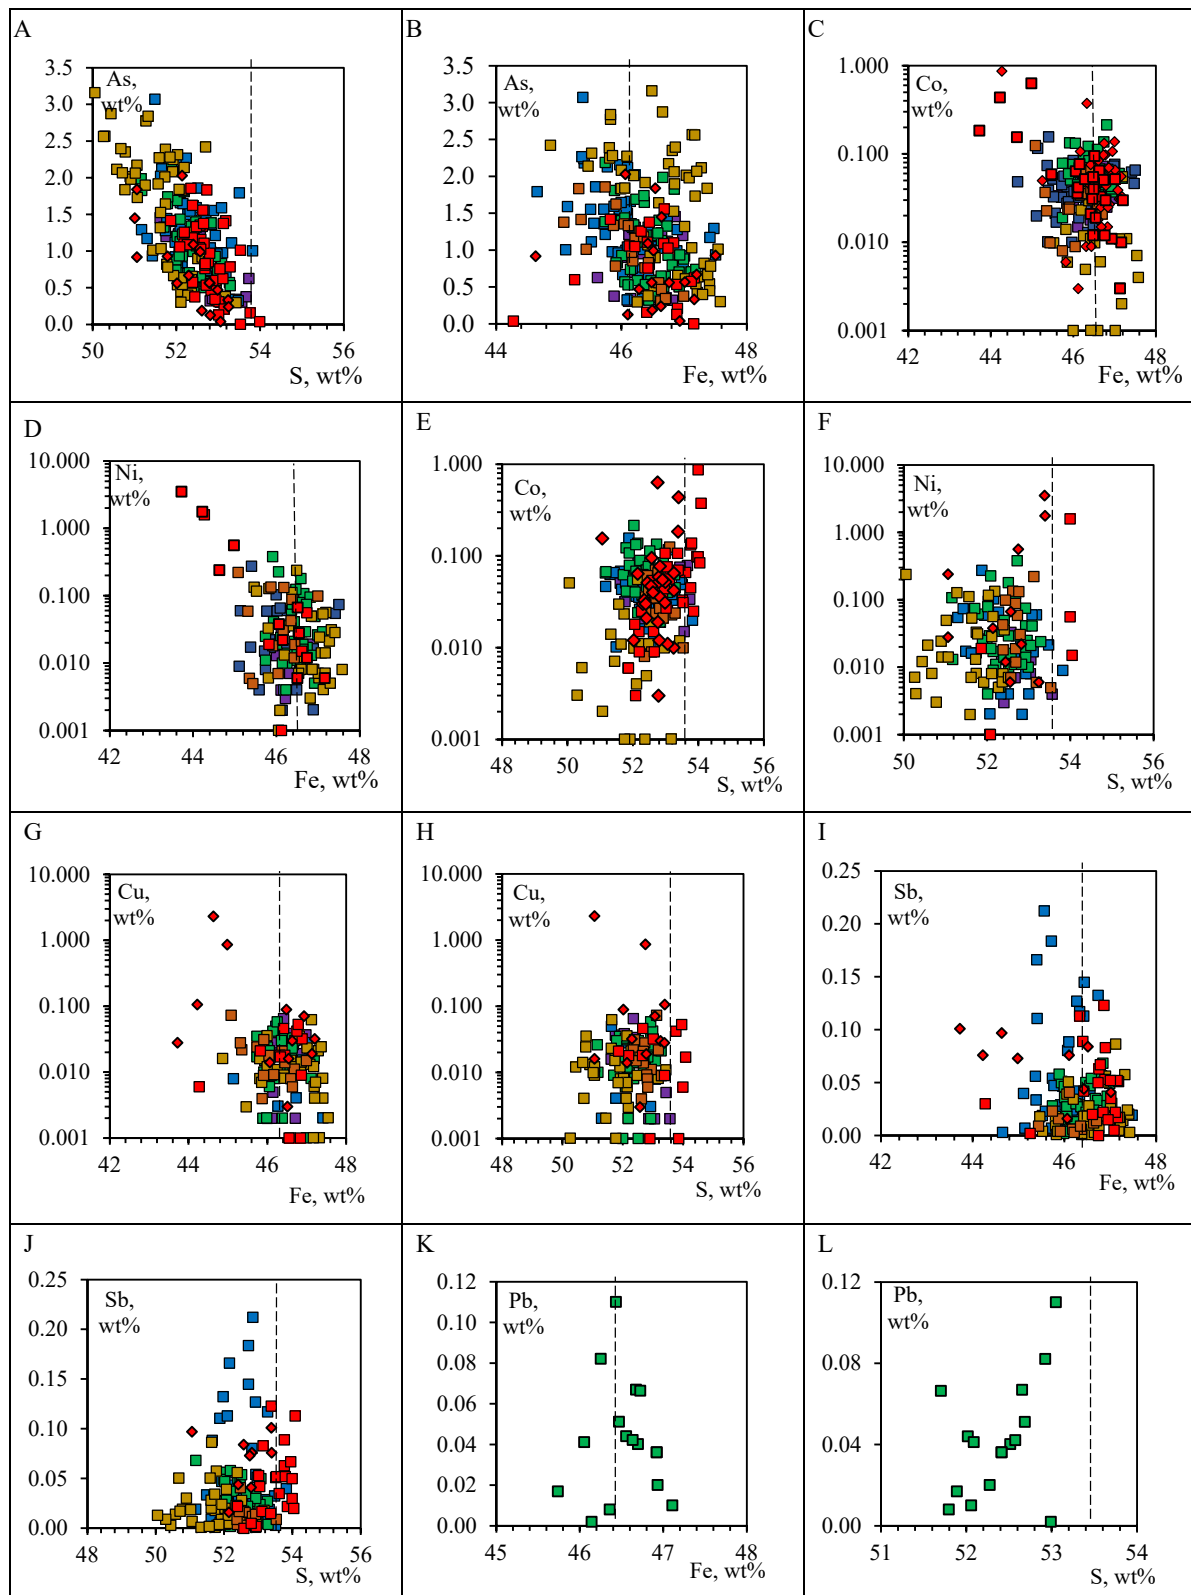 A
3.5
3.0
2.5
2.0
1.5
1.0
0.5
0.0
As,
wt%
50
52
54
56
S, wt%
B
3.5
3.0
2.5
2.0
1.5
1.0
0.5
0.0
As,
wt%
44
46
48
Fe, wt%
C
1.000
0.100
0.010
0.001
Co,
wt%
42
44
46
48
Fe, wt%
D
10.000
1.000
0.100
0.010
0.001
Ni,
wt%
42
44
46
48
Fe, wt%
E
1.000
0.100
0.010
0.001
Co,
wt%
48
50
52
54
56
S, wt%
F
10.000
1.000
0.100
0.010
0.001
Ni,
wt%
50
52
54
56
S, wt%
G
10.000
1.000
0.100
0.010
0.001
Cu,
wt%
42
44
46
48
Fe, wt%
H
10.000
1.000
0.100
0.010
0.001
Cu,
wt%
48
50
52
54
56
S, wt%
I
0.25
0.20
0.15
0.10
0.05
0.00
Sb,
wt%
42
44
46
48
Fe, wt%
J
0.25
0.20
0.15
0.10
0.05
0.00
Sb,
wt%
48
50
52
54
56
S, wt%
K
0.12
0.10
0.08
0.06
0.04
0.02
0.00
Pb,
wt%
45
46
47
48
Fe, wt%
L
0.12
0.08
0.04
0.00
Pb,
wt%
51
52
53
54
S, wt%